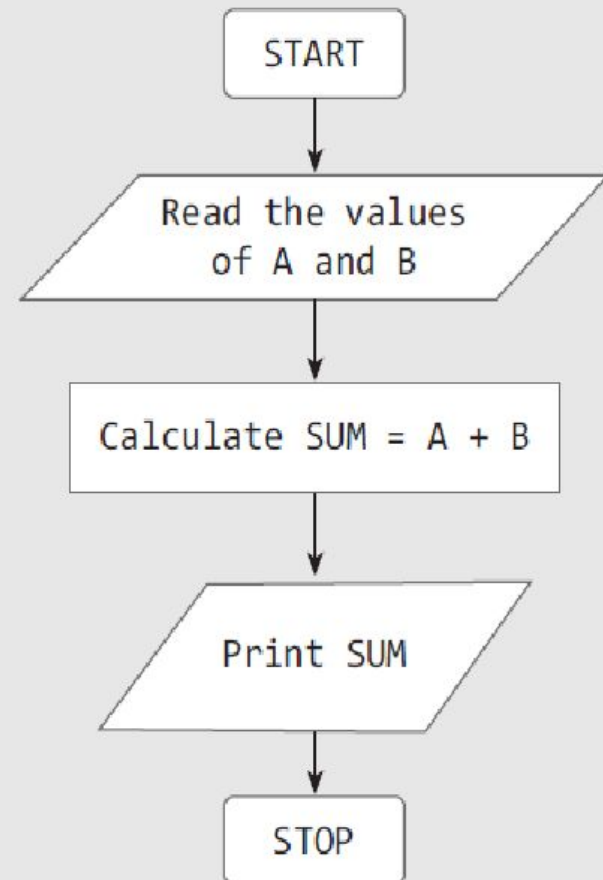 START
Read the values
of A and B
Calculate SUM = A + B
Print SUM
STOP